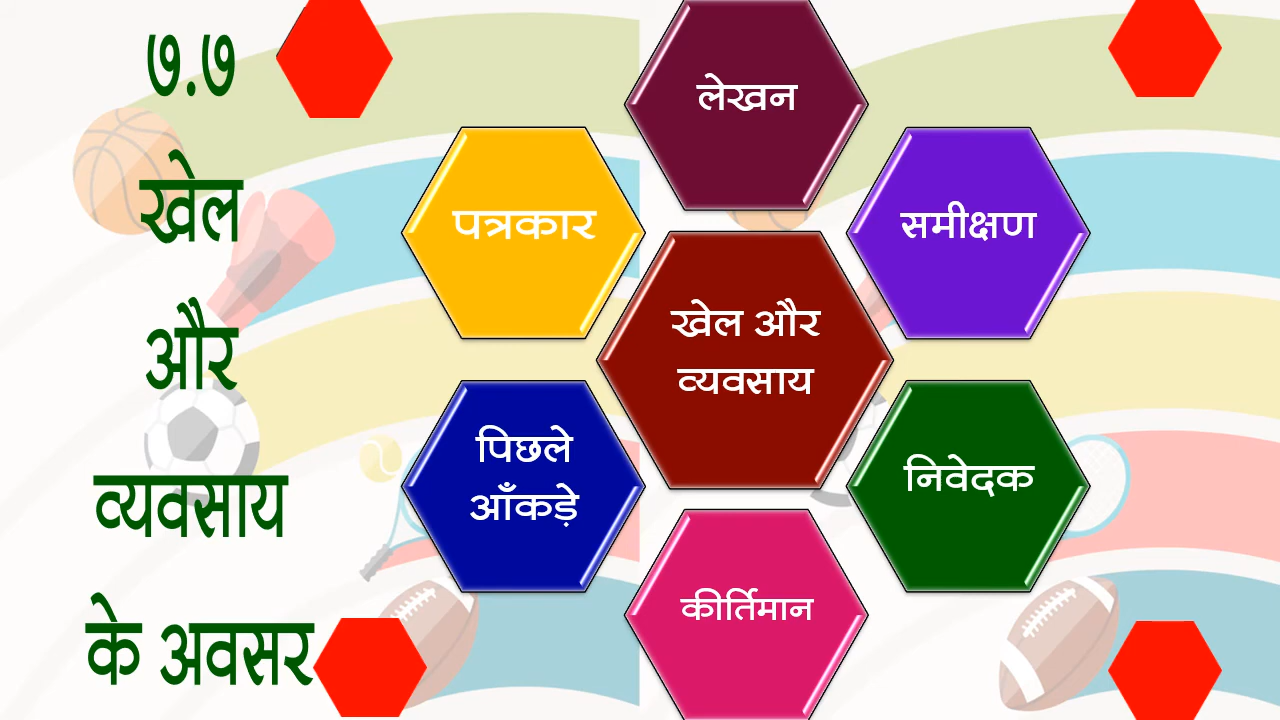 ७.७
खेल
और
व्यवसाय
के अवसर
लेखन
पत्रकार
समीक्षण
खेल और
व्यवसाय
पिछले
आँकड़े
निवेदक
कीर्तिमान